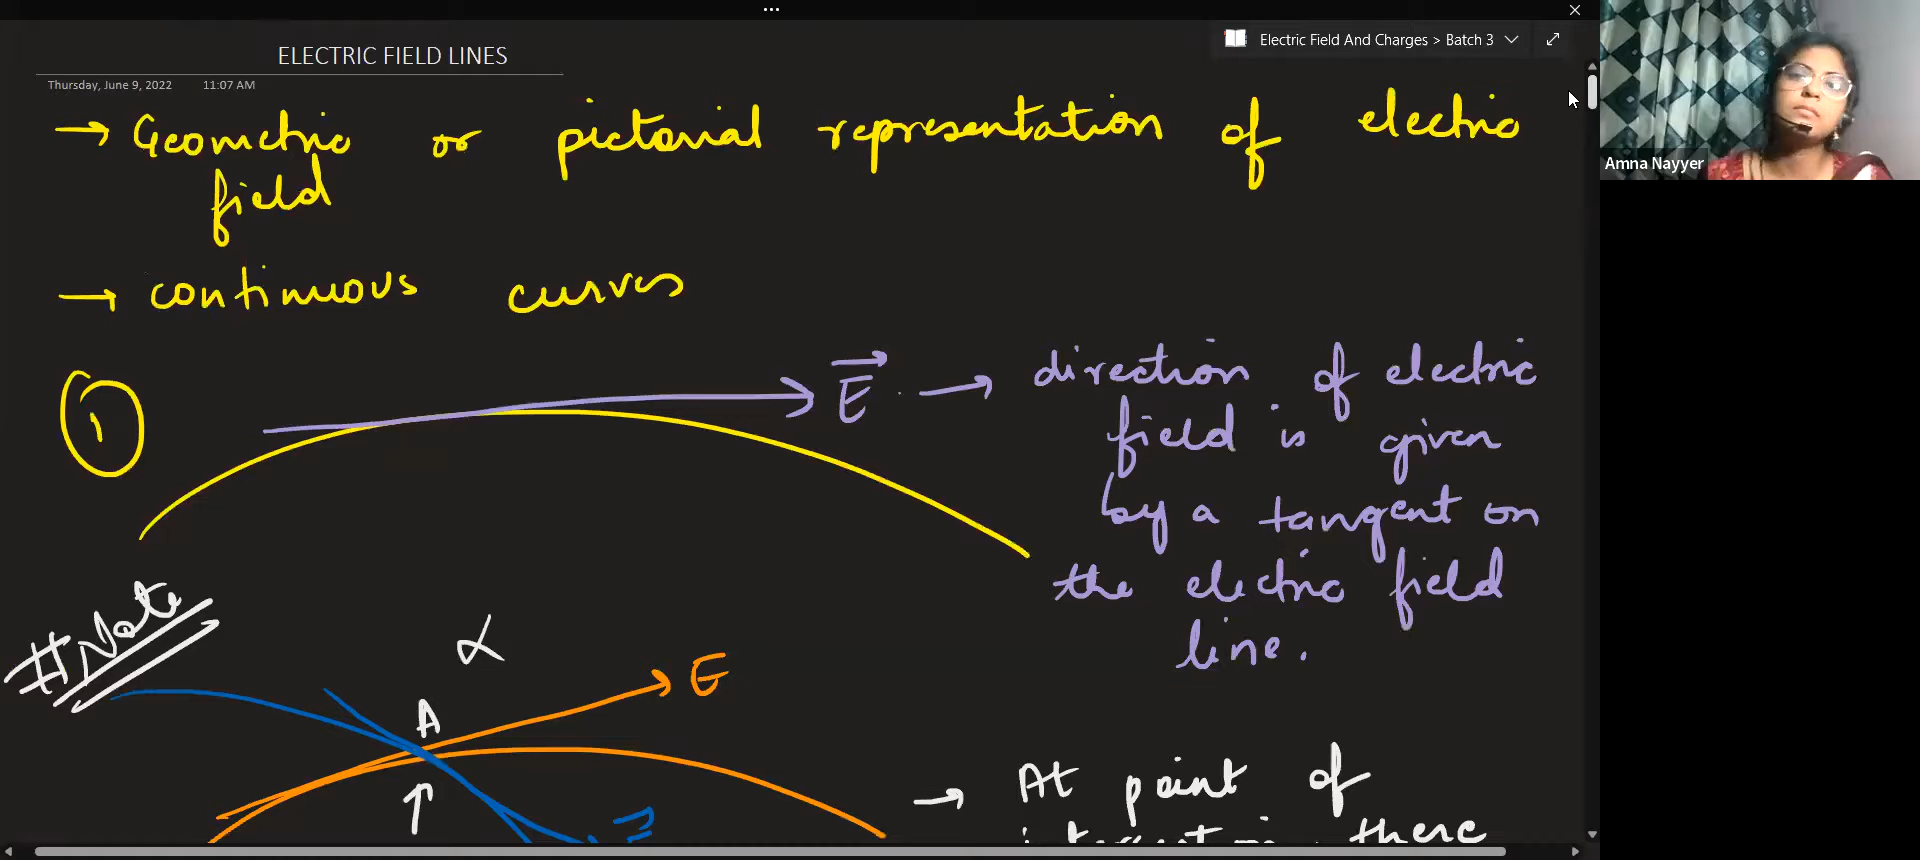 Electric Field And Charges > Batch 3
ELECTRIC FIELD LINES
Thursday, June 9, 2022 11:07 AM
Amna Nayyer
→ Geometric or pictorial representation of electric
field
→ continuous curves
1
E → direction of electric
field is given
by a tangent on
the electric field
line.
#Note
E
A
→ At point of
there